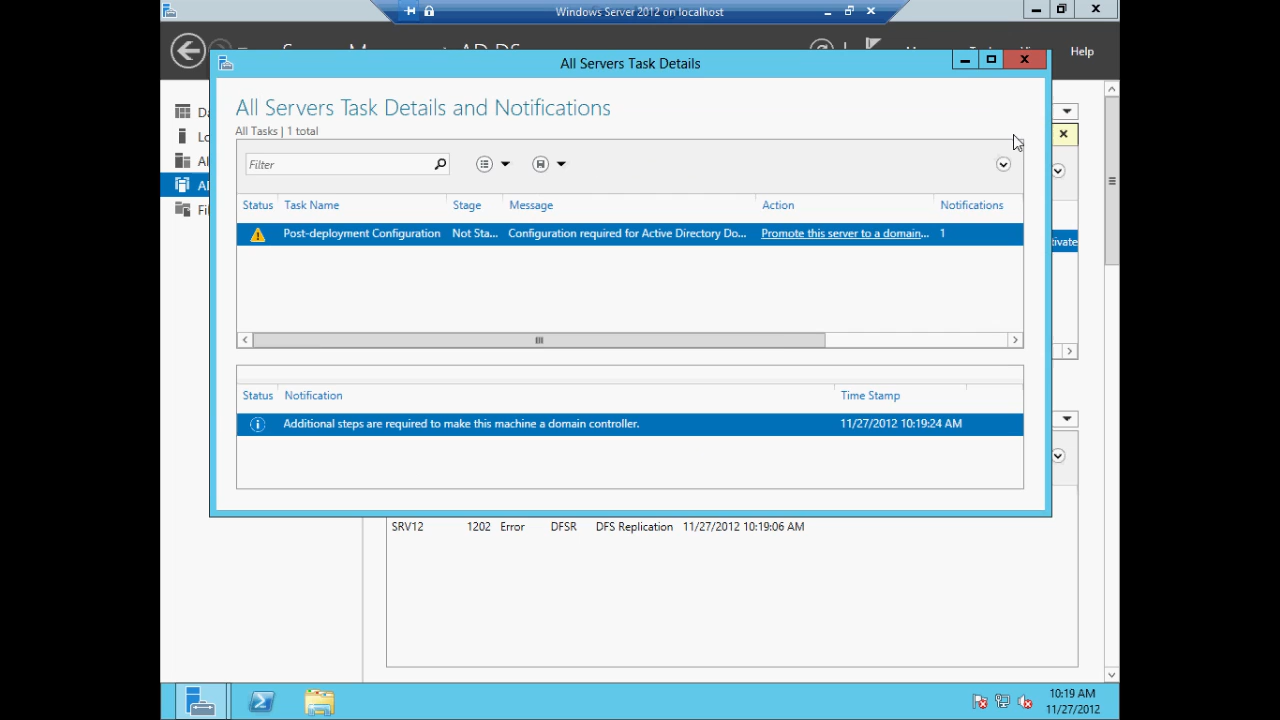 Windows Server 2012 on localhost
Help
All Servers Task Details
All Servers Task Details and Notifications
All Tasks | 1 total
Filter
Status Task Name Stage Message Action Notifications
Post-deployment Configuration Not Sta... Configuration required for Active Directory Do... Promote this server to a domain... 1
Status Notification Time Stamp
Additional steps are required to make this machine a domain controller. 11/27/2012 10:19:24 AM
SRV12 1202 Error DFSR DFS Replication 11/27/2012 10:19:06 AM
10:19 AM
11/27/2012